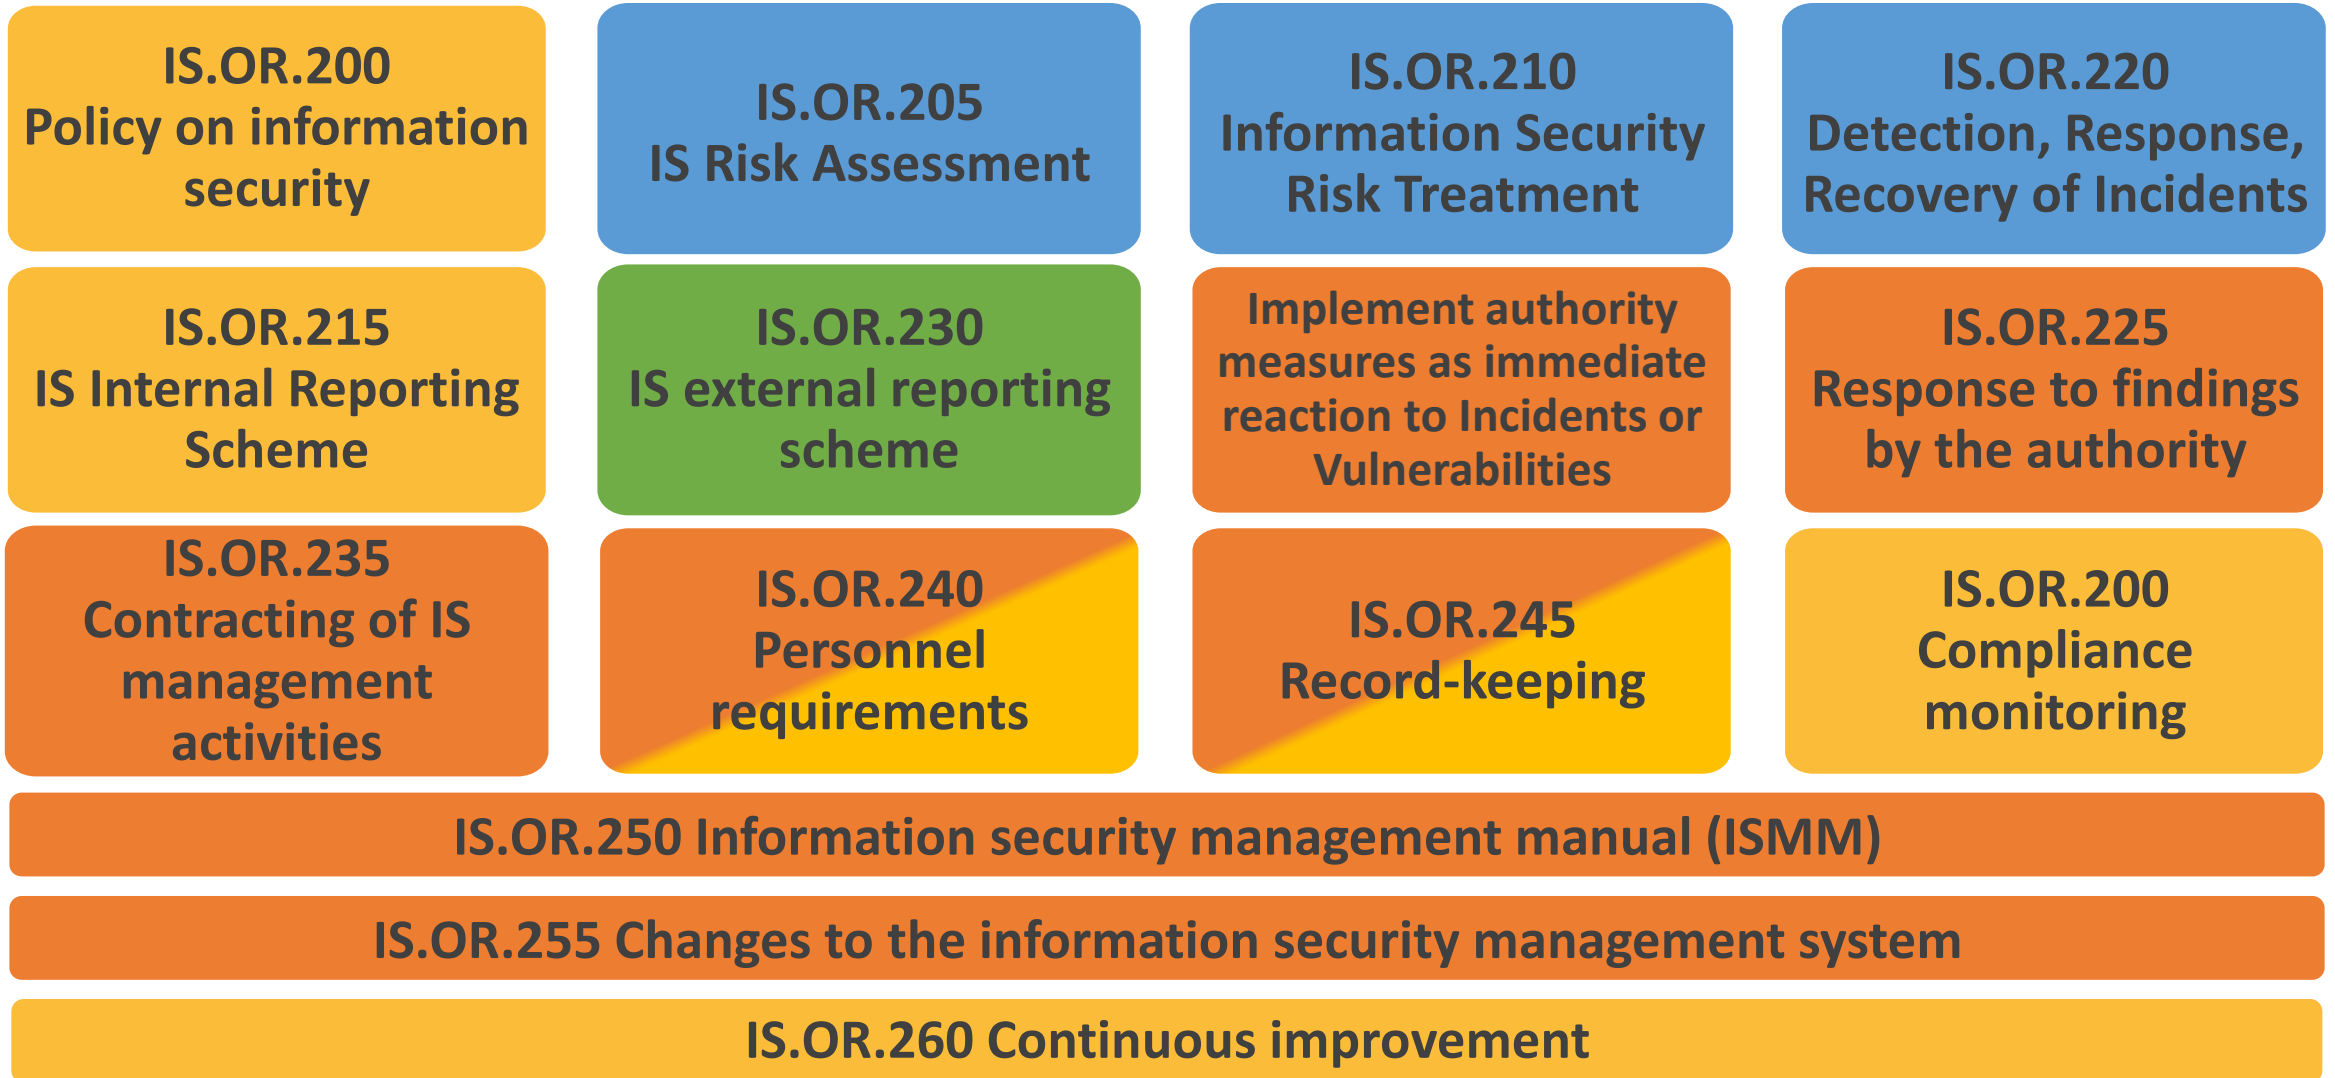 IS.OR.200
Policy on information
security
IS.OR.205
IS Risk Assessment
IS.OR.210
Information Security
Risk Treatment
IS.OR.220
Detection, Response,
Recovery of Incidents
IS.OR.215
IS Internal Reporting
Scheme
IS.OR.230
IS external reporting
scheme
Implement authority
measures as immediate
reaction to Incidents or
Vulnerabilities
IS.OR.225
Response to findings
by the authority
IS.OR.235
Contracting of IS
management
activities
IS.OR.240
Personnel
requirements
IS.OR.245
Record-keeping
IS.OR.200
Compliance
monitoring
IS.OR.250 Information security management manual (ISMM)
IS.OR.255 Changes to the information security management system
IS.OR.260 Continuous improvement